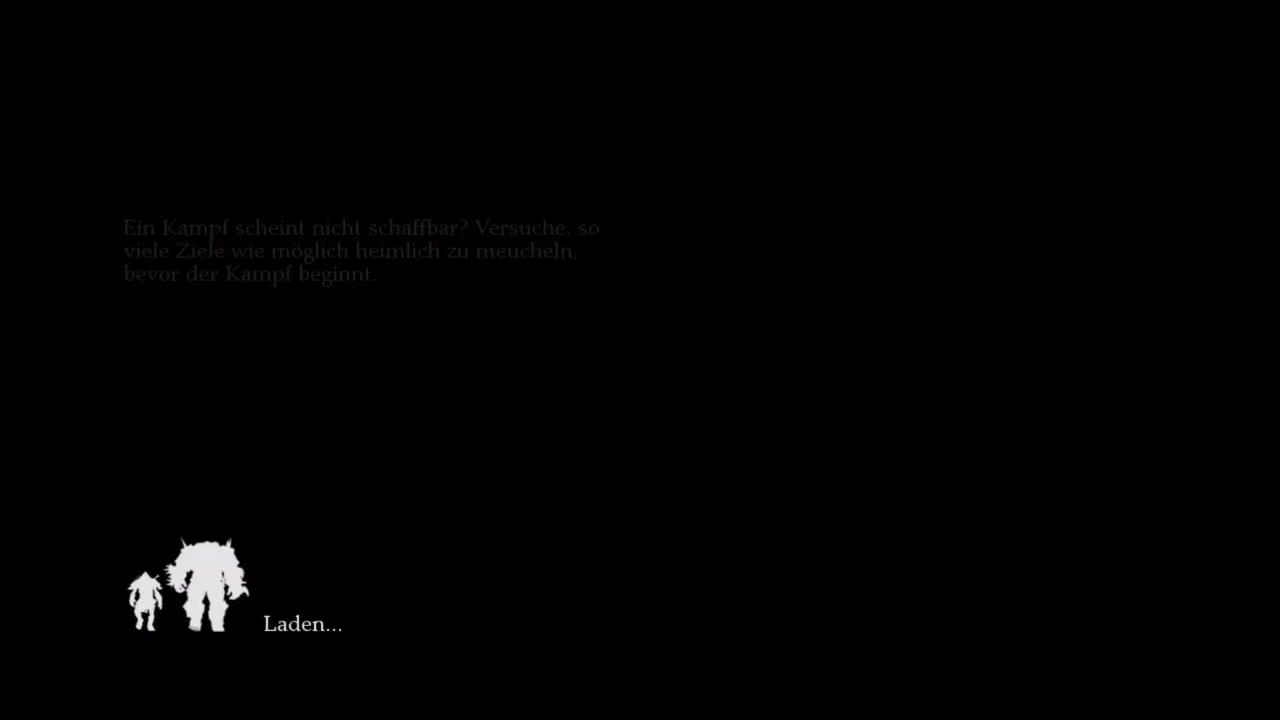 Ein Kampf scheint nicht schaffbar? Versuche, so
viele Ziele wie möglich heimlich zu meucheln,
bevor der Kampf beginnt.
Laden...